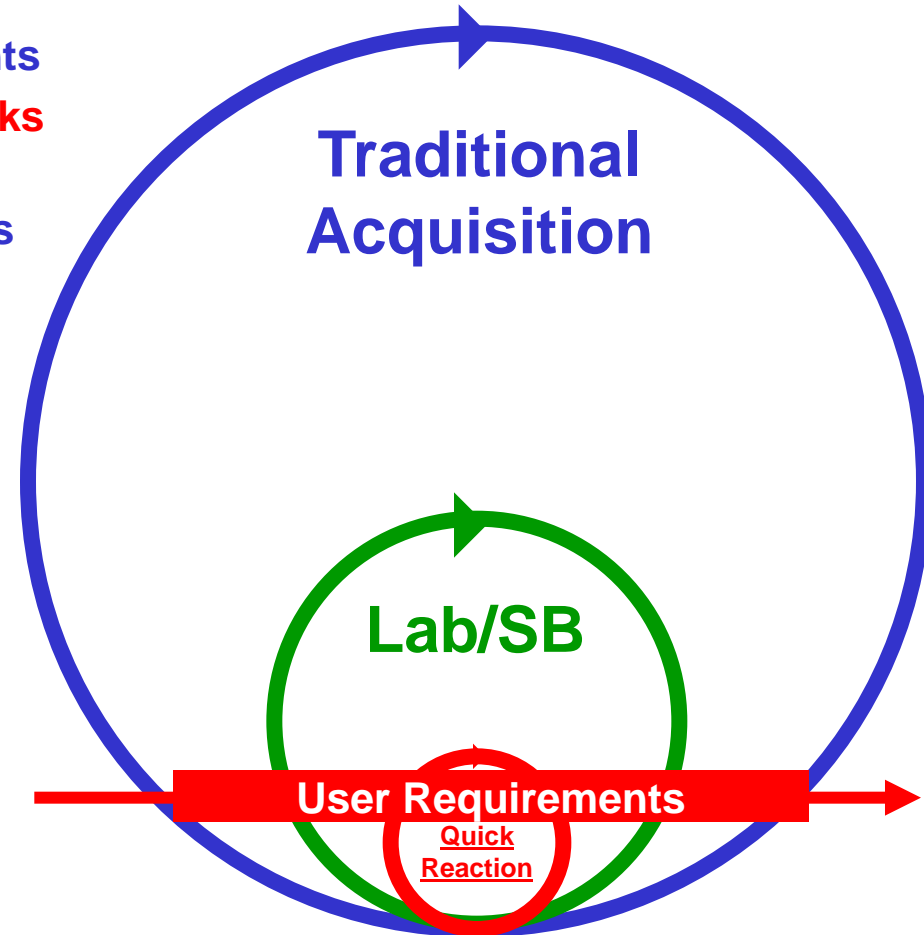 Traditional
Acquisition
Lab/SB
User Requirements
Quick
Reaction